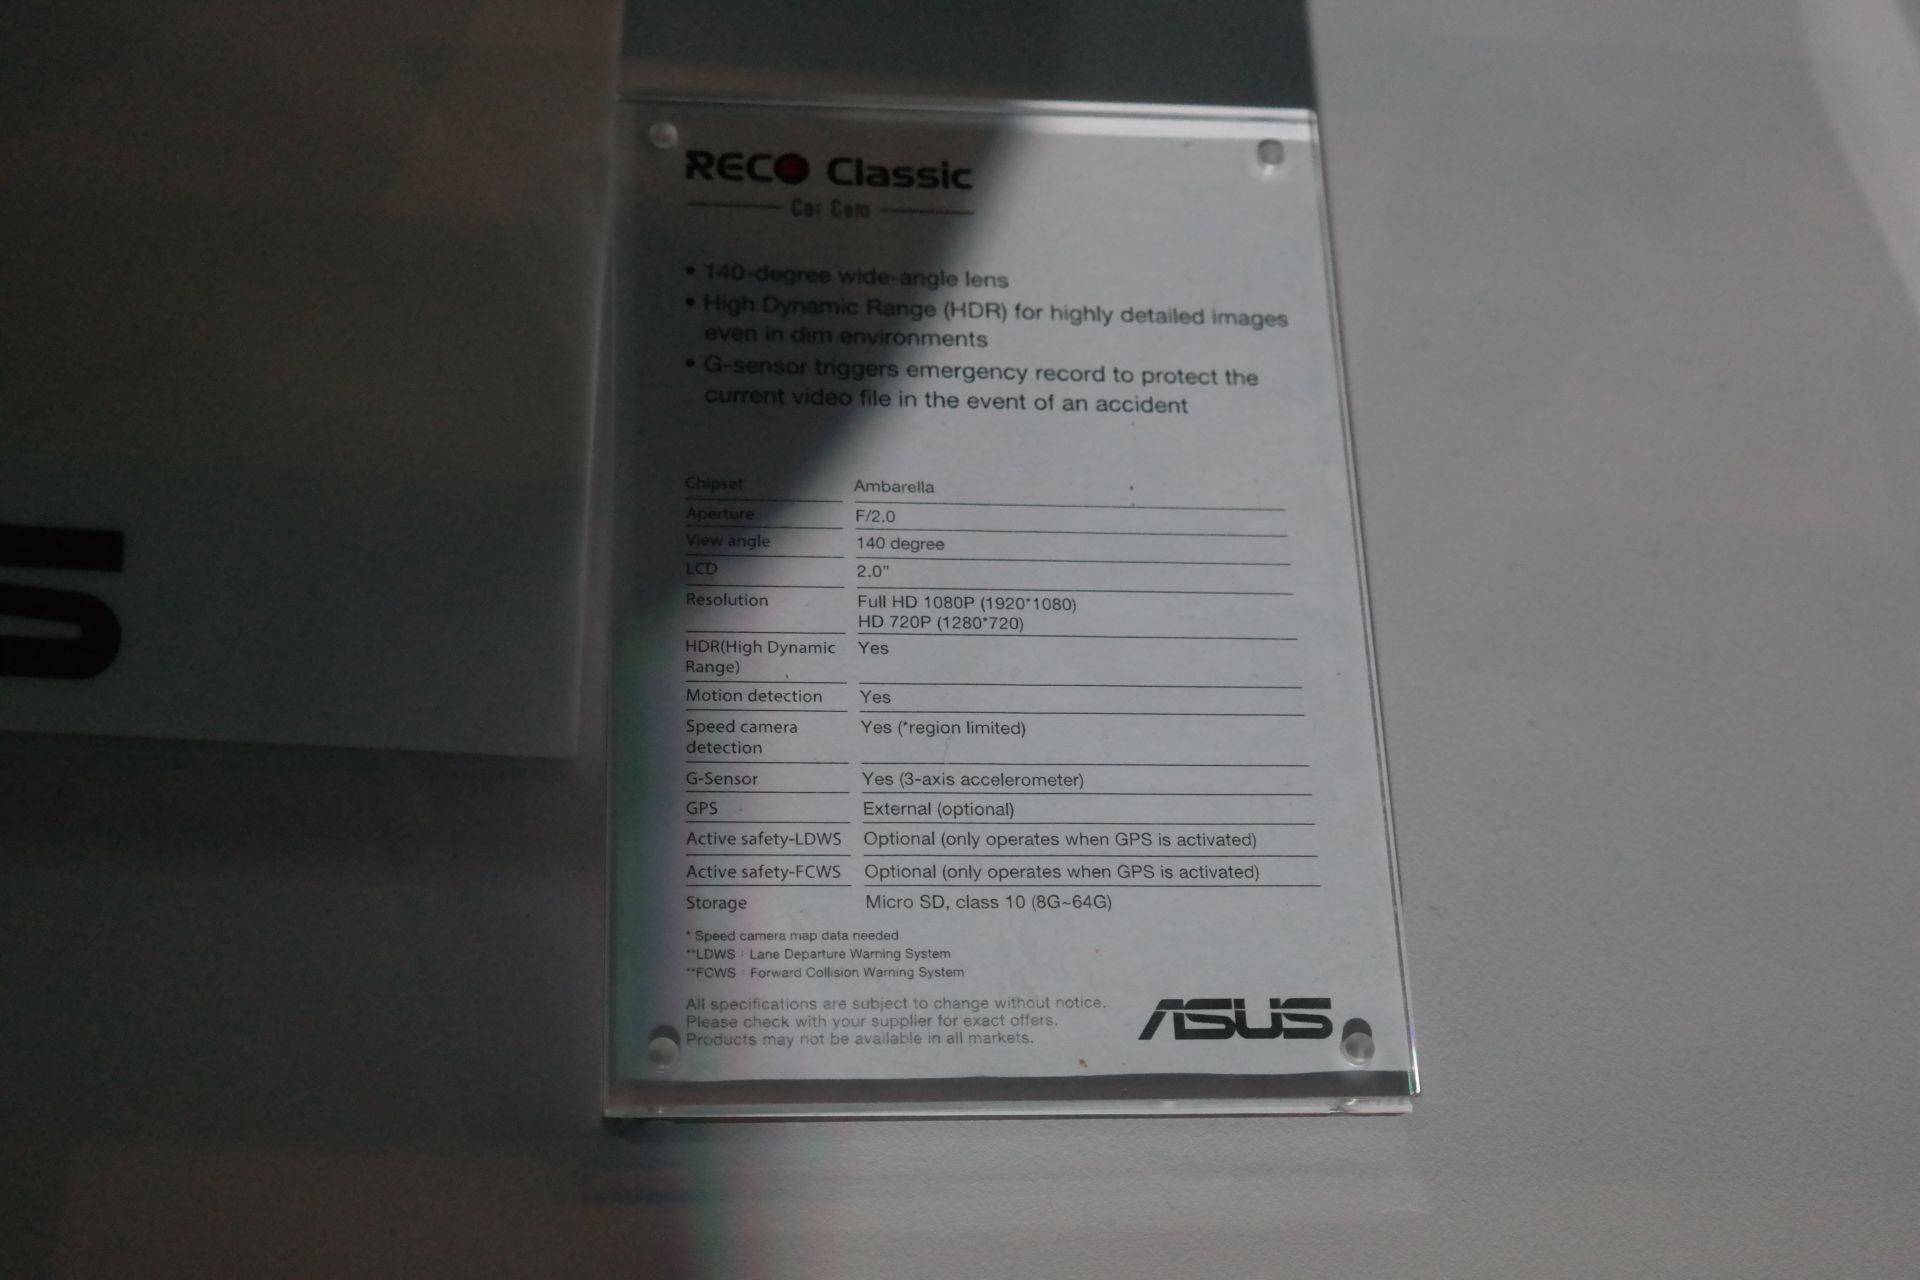 RECO Classic
Car Cam
• 140-degree wide-angle lens
• High Dynamic Range (HDR) for highly detailed images
even in dim environments
• G-sensor triggers emergency record to protect the
current video file in the event of an accident
Chipset Ambarella
Aperture F/2.0
View angle 140 degree
LCD 2.0"
Resolution Full HD 1080P (1920*1080)
HD 720P (1280*720)
HDR(High Dynamic Yes
Range)
Motion detection Yes
Speed camera Yes (*region limited)
detection
G-Sensor Yes (3-axis accelerometer)
GPS External (optional)
Active safety-LDWS Optional (only operates when GPS is activated)
Active safety-FCWS Optional (only operates when GPS is activated)
Storage Micro SD, class 10 (8G~64G)
* Speed camera map data needed
**LDWS : Lane Departure Warning System
**FCWS : Forward Collision Warning System
All specifications are subject to change without notice.
Please check with your supplier for exact offers.
Products may not be available in all markets.
ASUS